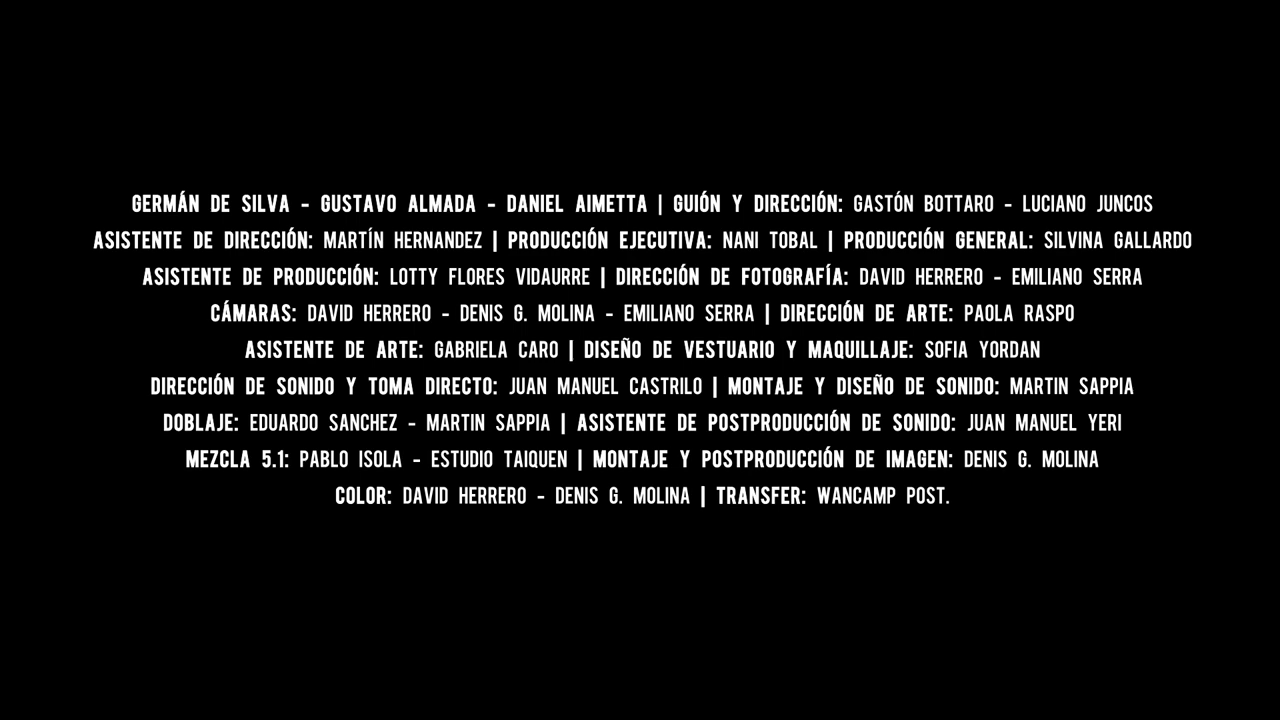 GERMÁN DE SILVA - GUSTAVO ALMADA - DANIEL AIMETTA | GUIÓN Y DIRECCIÓN: GASTÓN BOTTARO - LUCIANO JUNCOS
ASISTENTE DE DIRECCIÓN: MARTÍN HERNANDEZ | PRODUCCIÓN EJECUTIVA: NANI TOBAL | PRODUCCIÓN GENERAL: SILVINA GALLARDO
ASISTENTE DE PRODUCCIÓN: LOTTY FLORES VIDAURRE | DIRECCIÓN DE FOTOGRAFÍA: DAVID HERRERO - EMILIANO SERRA
CÁMARAS: DAVID HERRERO - DENIS G. MOLINA - EMILIANO SERRA | DIRECCIÓN DE ARTE: PAOLA RASPO
ASISTENTE DE ARTE: GABRIELA CARO | DISEÑO DE VESTUARIO Y MAQUILLAJE: SOFIA YORDAN
DIRECCIÓN DE SONIDO Y TOMA DIRECTO: JUAN MANUEL CASTRILO | MONTAJE Y DISEÑO DE SONIDO: MARTIN SAPPIA
DOBLAJE: EDUARDO SANCHEZ - MARTIN SAPPIA | ASISTENTE DE POSTPRODUCCIÓN DE SONIDO: JUAN MANUEL YERI
MEZCLA 5.1: PABLO ISOLA - ESTUDIO TAIQUEN | MONTAJE Y POSTPRODUCCIÓN DE IMAGEN: DENIS G. MOLINA
COLOR: DAVID HERRERO - DENIS G. MOLINA | TRANSFER: WANCAMP POST.